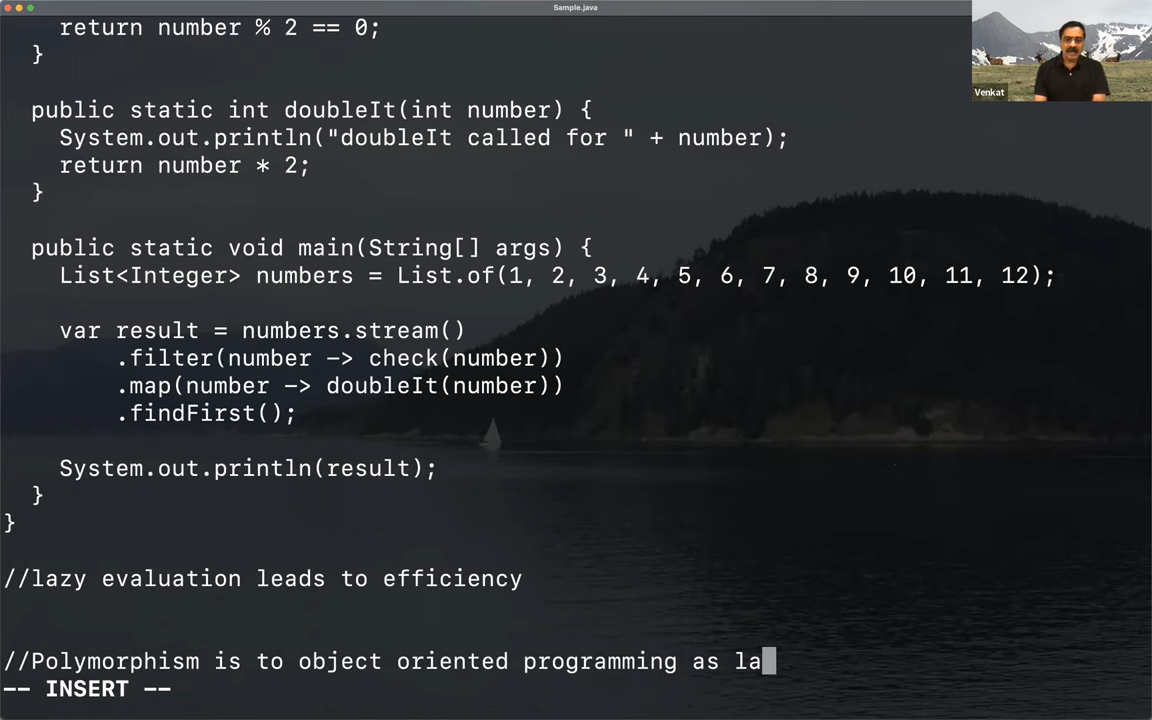 Sample.java
return number % 2 == 0;
}
public static int doubleIt(int number) {
System.out.println("doubleIt called for " + number);
return number * 2;
}
public static void main(String[] args) {
List<Integer> numbers = List.of(1, 2, 3, 4, 5, 6, 7, 8, 9, 10, 11, 12);
var result = numbers.stream()
.filter(number -> check(number))
.map(number -> doubleIt(number))
.findFirst();
System.out.println(result);
}
}
//lazy evaluation leads to efficiency
//Polymorphism is to object oriented programming as la
-- INSERT --
Venkat